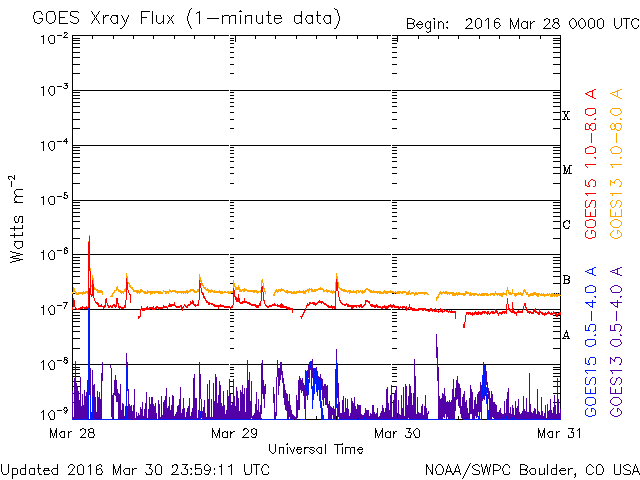 GOES Xray Flux (1-minute data)
Begin: 2016 Mar 28 0000 UTC
Watts m⁻²
10⁻²
10⁻³
10⁻⁴
10⁻⁵
10⁻⁶
10⁻⁷
10⁻⁸
10⁻⁹
X
M
C
B
A
GOES15 1.0-8.0 A
GOES13 1.0-8.0 A
GOES15 0.5-4.0 A
GOES13 0.5-4.0 A
Mar 28 Mar 29 Mar 30 Mar 31
Universal Time
Updated 2016 Mar 30 23:59:11 UTC
NOAA/SWPC Boulder, CO USA